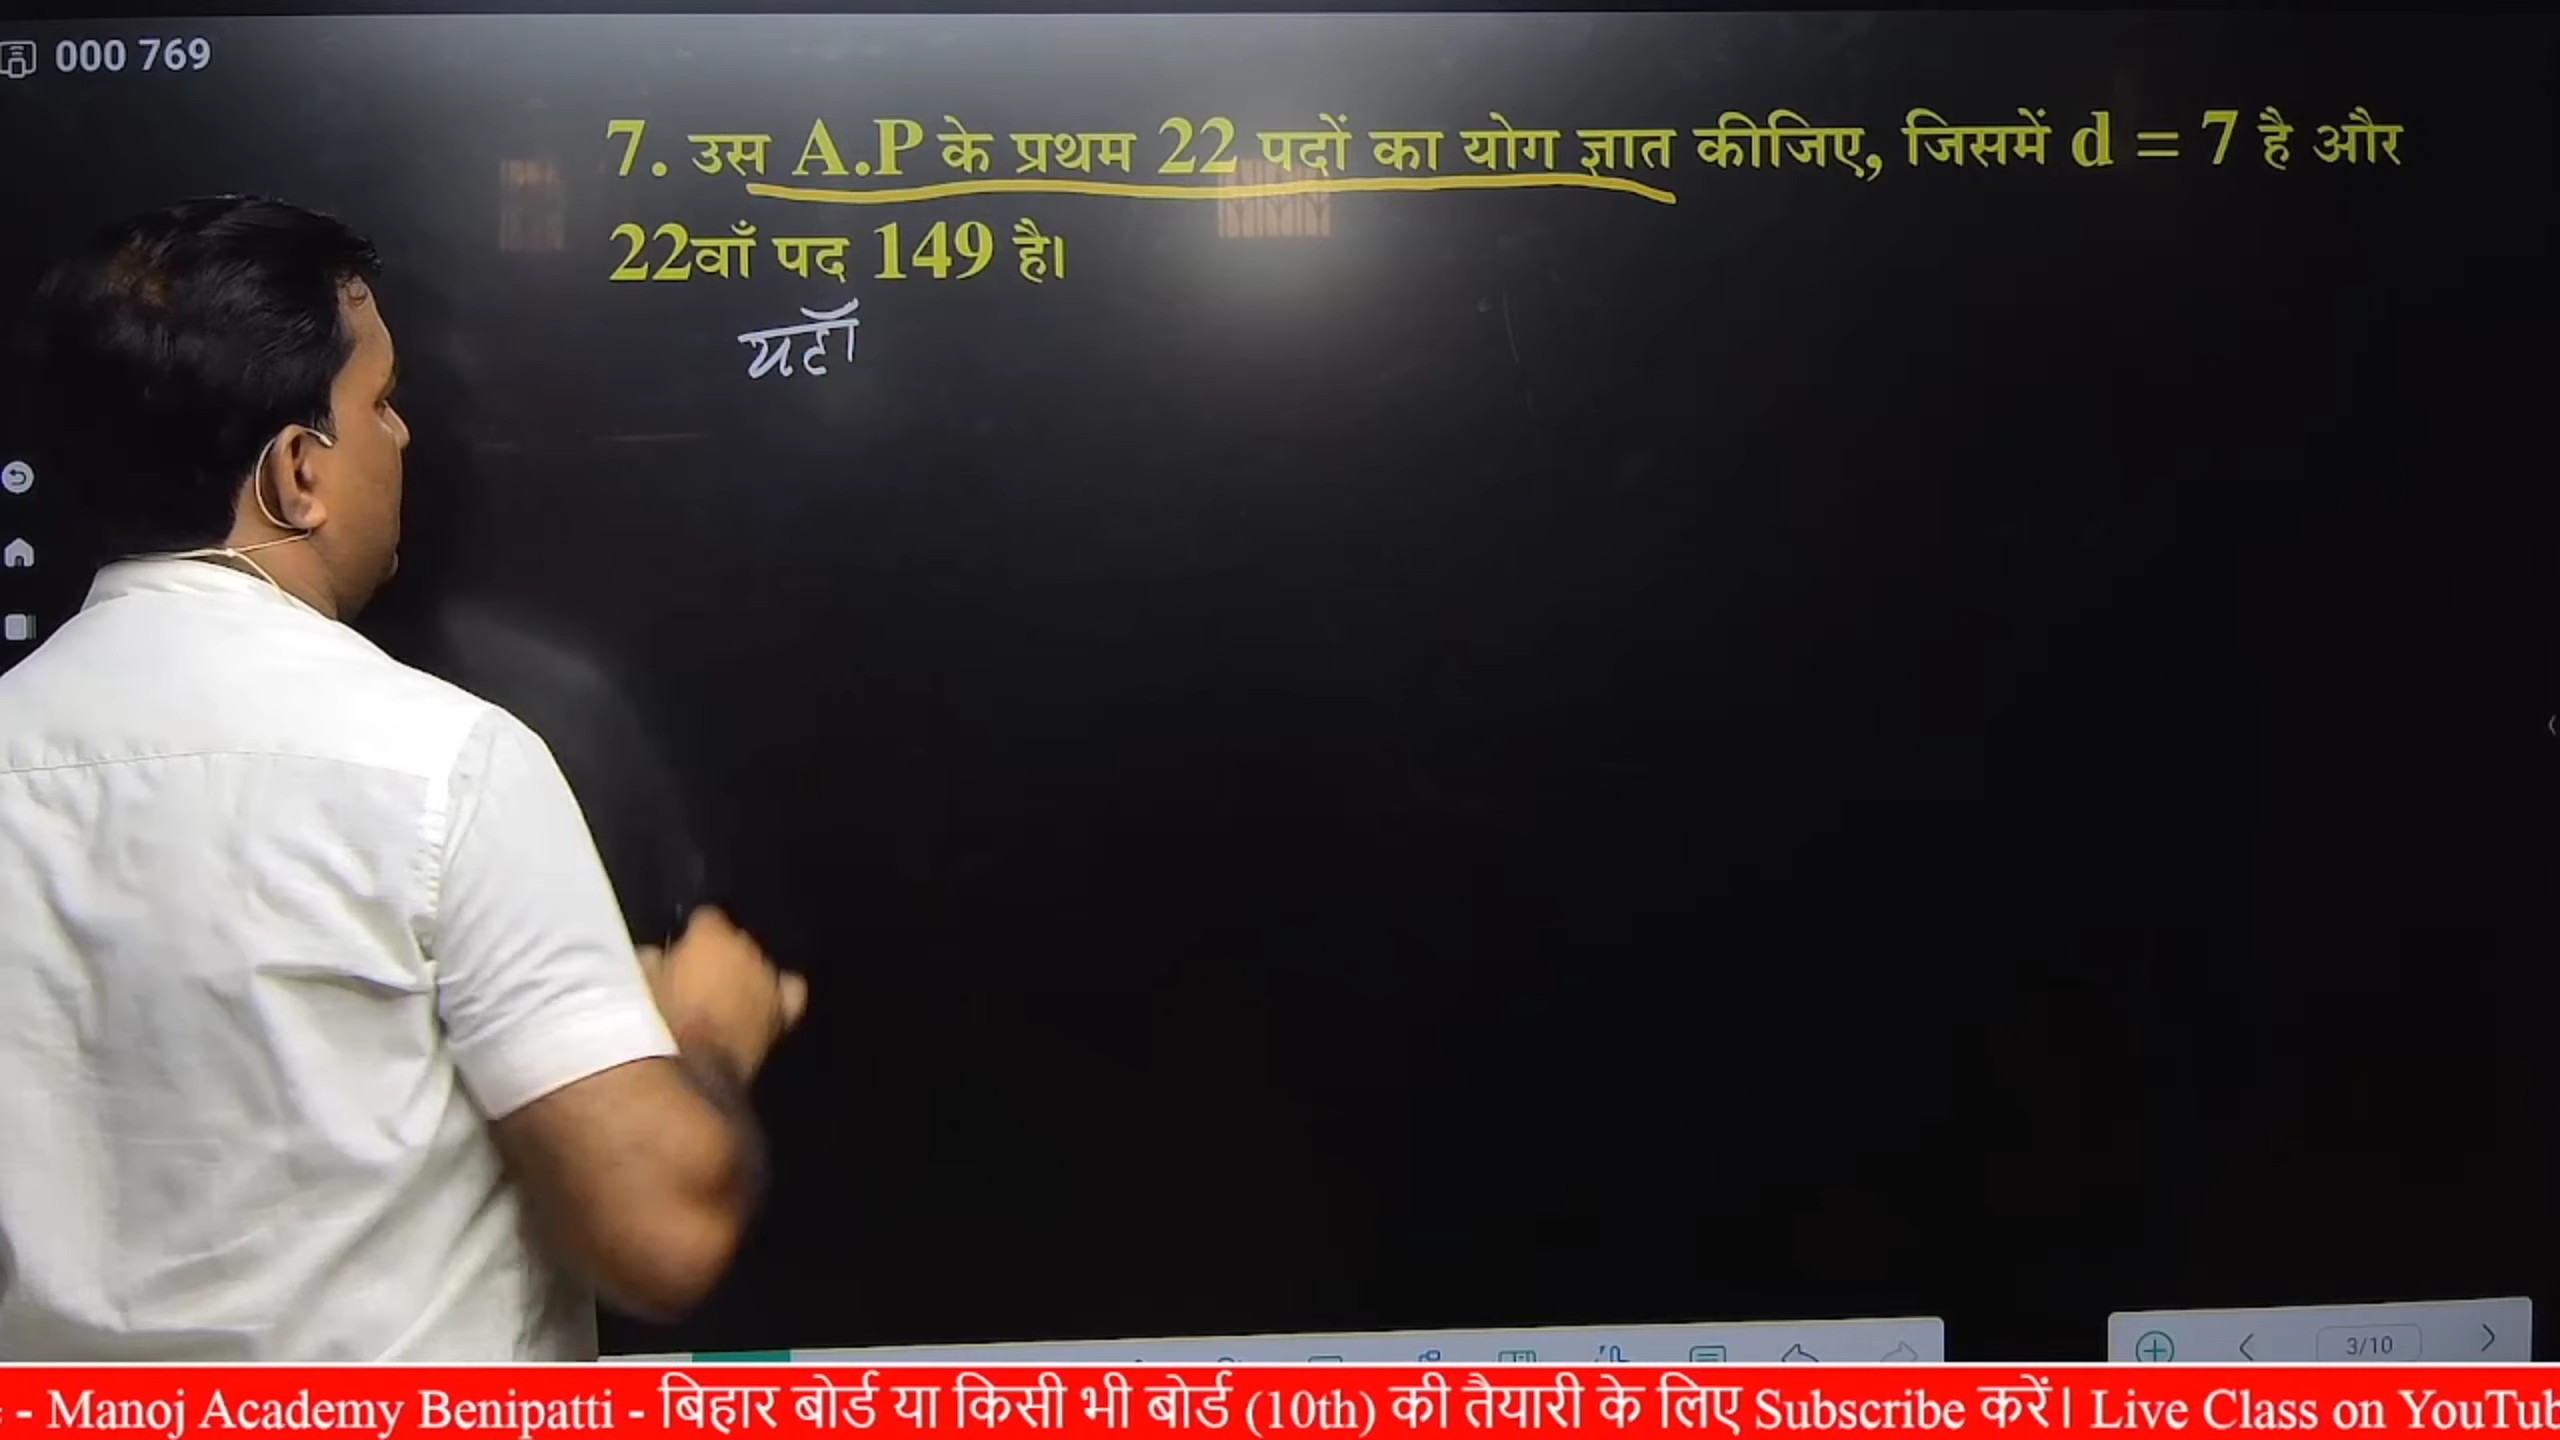 000 769
7. उस A.P के प्रथम 22 पदों का योग ज्ञात कीजिए, जिसमें d = 7 है और
22वाँ पद 149 है।
यहाँ
3/10
- Manoj Academy Benipatti - बिहार बोर्ड या किसी भी बोर्ड (10th) की तैयारी के लिए Subscribe करें। Live Class on YouTub